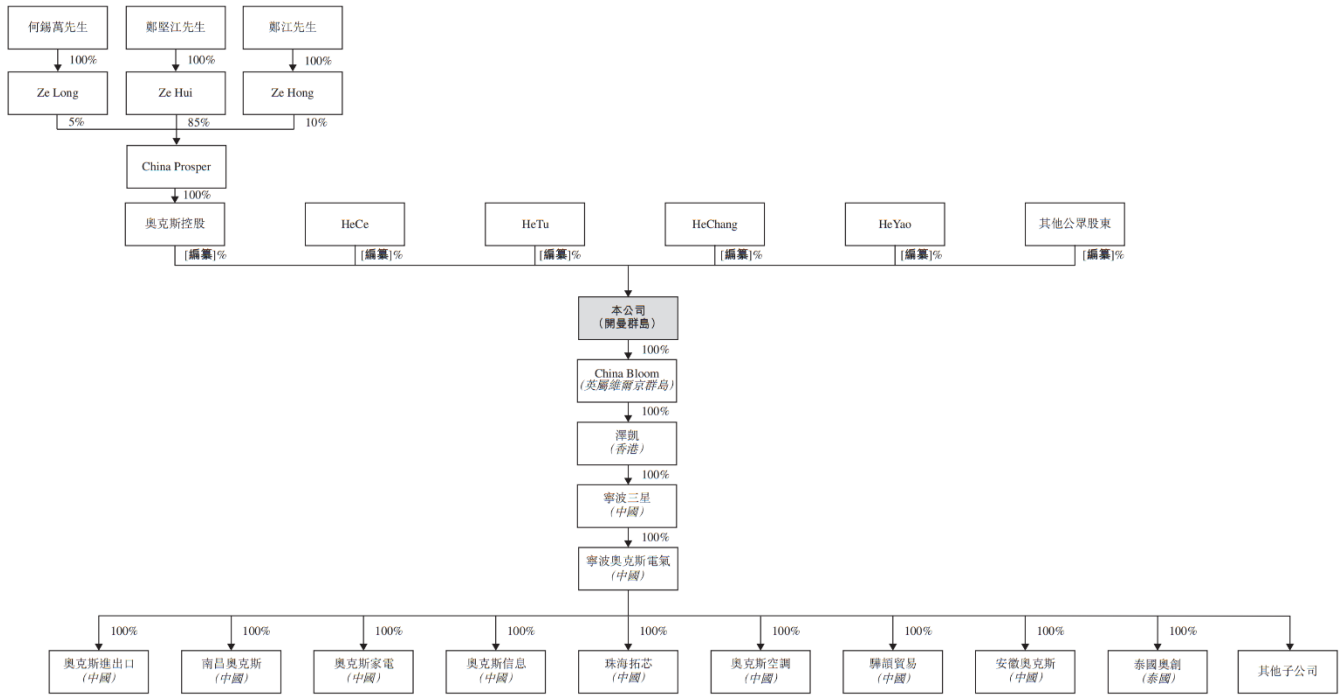 何錫萬先生
鄭堅江先生
鄭江先生
100%
100%
100%
Ze Long
Ze Hui
Ze Hong
5%
85%
10%
China Prosper
100%
奧克斯控股
HeCe
HeTu
HeChang
HeYao
其他公眾股東
[編纂]%
[編纂]%
[編纂]%
[編纂]%
[編纂]%
[編纂]%
本公司
（開曼群島）
100%
China Bloom
（英屬維爾京群島）
100%
澤凱
（香港）
100%
寧波三星
（中國）
100%
寧波奧克斯電氣
（中國）
100%
100%
100%
100%
100%
100%
100%
100%
100%
奧克斯進出口
（中國）
南昌奧克斯
（中國）
奧克斯家電
（中國）
奧克斯信息
（中國）
珠海拓芯
（中國）
奧克斯空調
（中國）
驊頡貿易
（中國）
安徽奧克斯
（中國）
泰國奧創
（泰國）
其他子公司